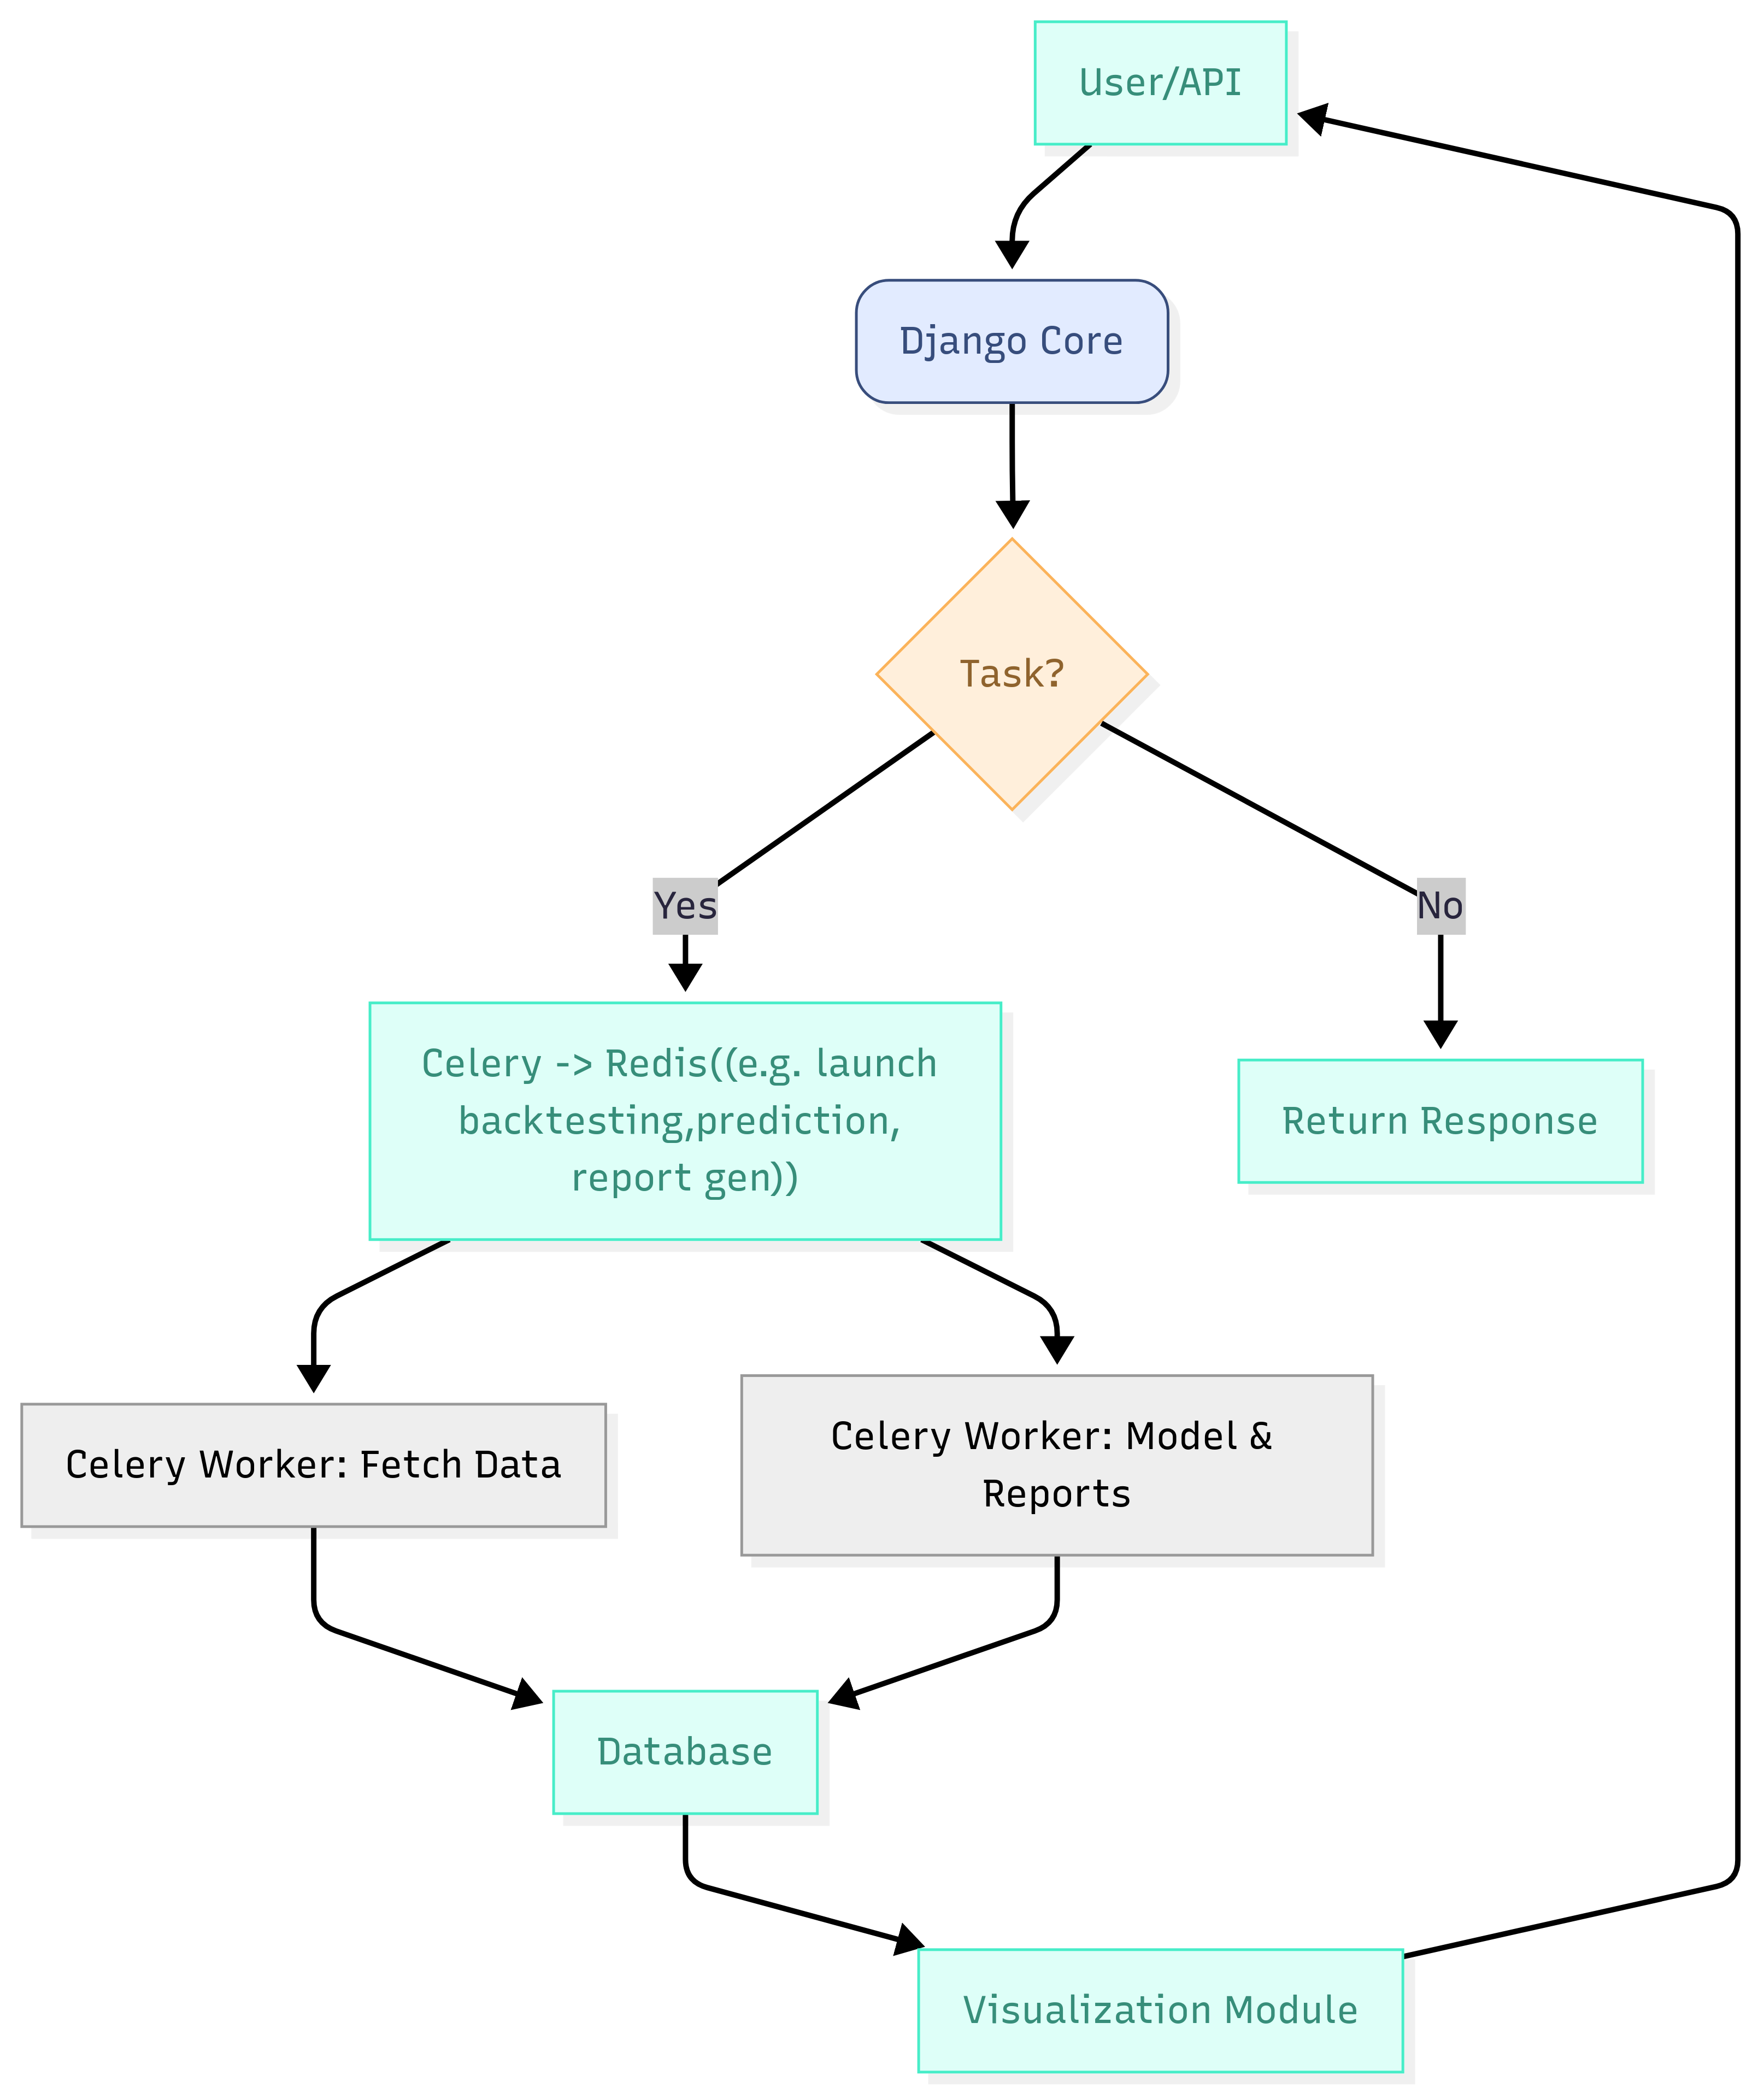 User/API
Django Core
Task?
Yes
No
Celery -> Redis((e.g. launch
backtesting,prediction,
report gen))
Return Response
Celery Worker: Fetch Data
Celery Worker: Model &
Reports
Database
Visualization Module